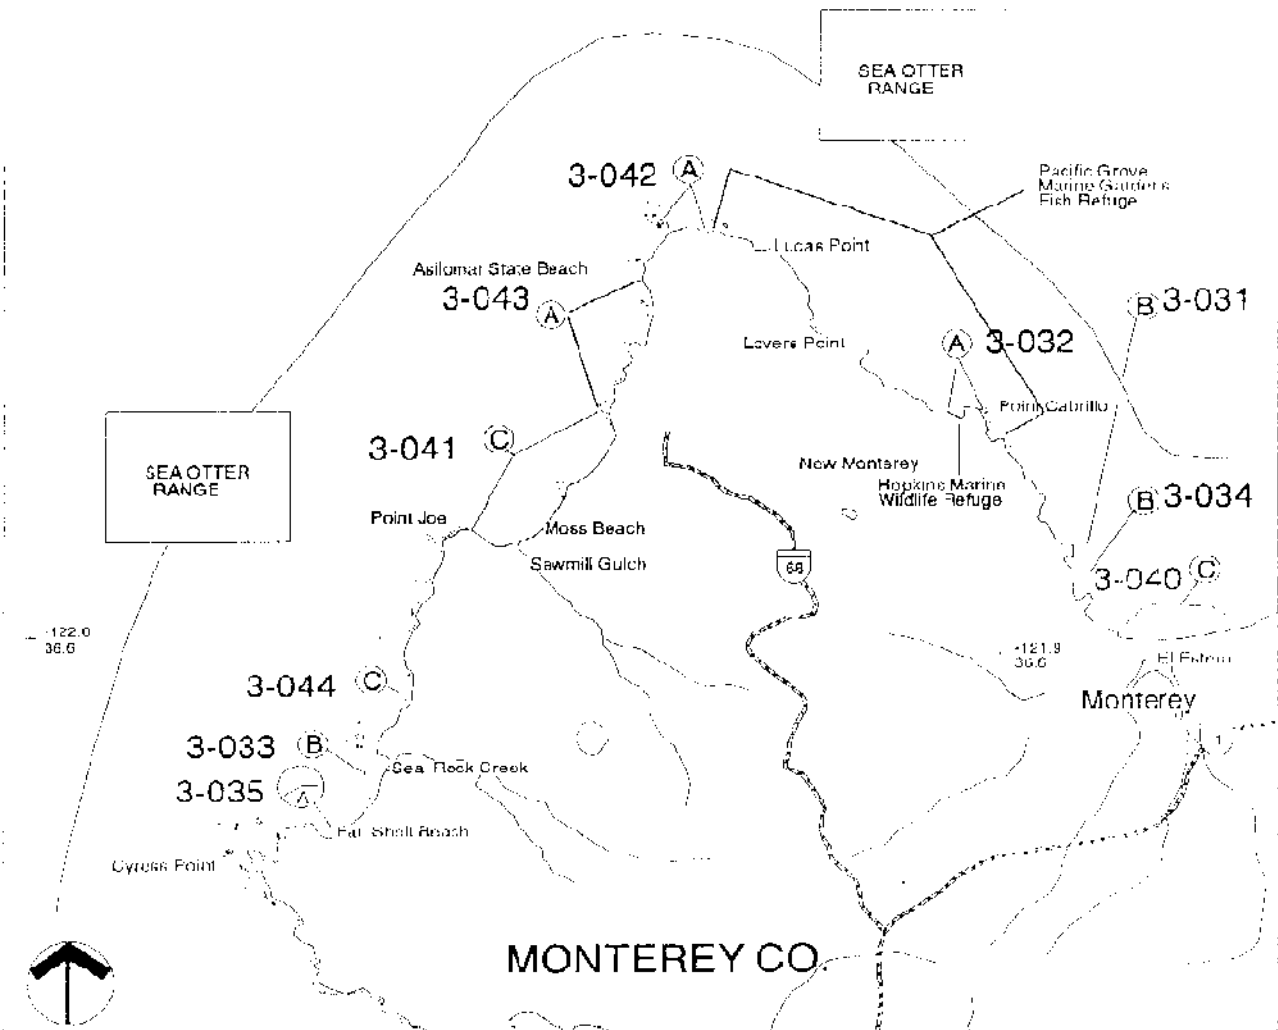 SEA OTTER
RANGE
3-042 A
Pacific Grove
Marine Gardens
Fish Refuge
Lucas Point
Asilomar State Beach
3-043 A
B 3-031
Lovers Point
A 3-032
Point Cabrillo
3-041 C
SEA OTTER
RANGE
New Monterey
Hopkins Marine
Wildlife Refuge
B 3-034
Point Joe
Moss Beach
Sawmill Gulch
68
3-040 C
-122.0
36.6
-121.9
36.6
El Estero
Monterey
3-044 C
3-033 B
Seal Rock Creek
3-035 A
Fan Shell Beach
Cyress Point
1
MONTEREY CO.